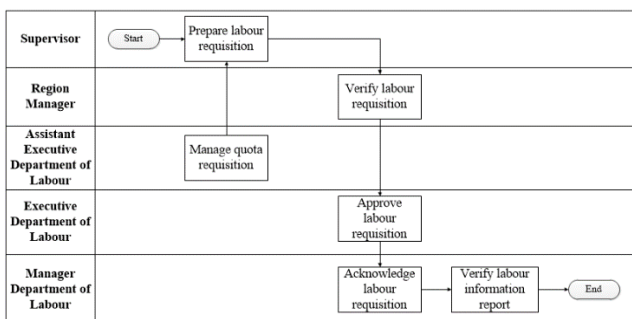 Supervisor
Start
Prepare labour
requisition
Region
Manager
Verify labour
requisition
Assistant
Executive
Department of
Labour
Manage quota
requisition
Executive
Department of
Labour
Approve
labour
requisition
Manager
Department of
Labour
Acknowledge
labour
requisition
Verify labour
information
report
End